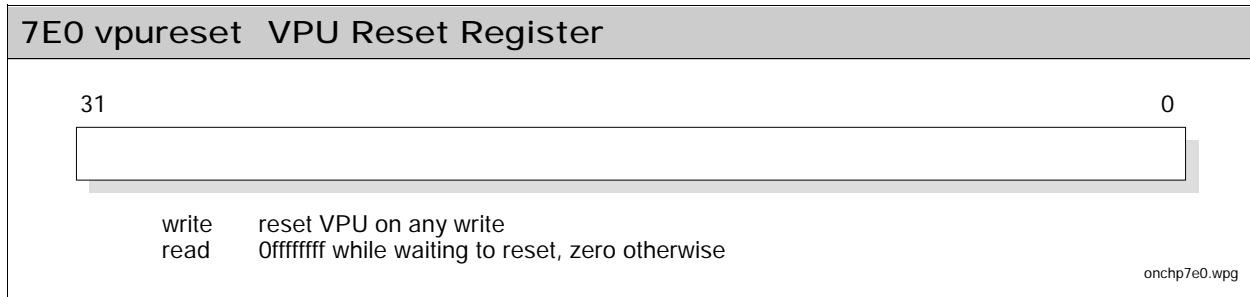 7E0 vpureset VPU Reset Register
31 0
write reset VPU on any write
read 0ffffffff while waiting to reset, zero otherwise
onchp7e0.wpg